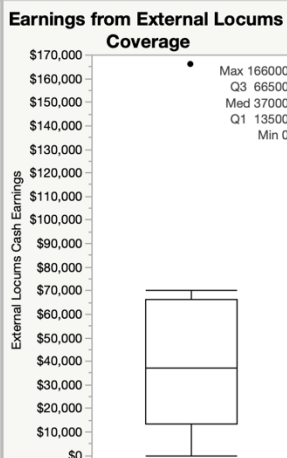 Earnings from External Locums
Coverage
$170,000
$160,000
$150,000
$140,000
$130,000
$120,000
$110,000
$100,000
$90,000
$80,000
$70,000
$60,000
$50,000
$40,000
$30,000
$20,000
$10,000
$0
External Locums Cash Earnings
Max 166000
Q3 66500
Med 37000
Q1 13500
Min 0